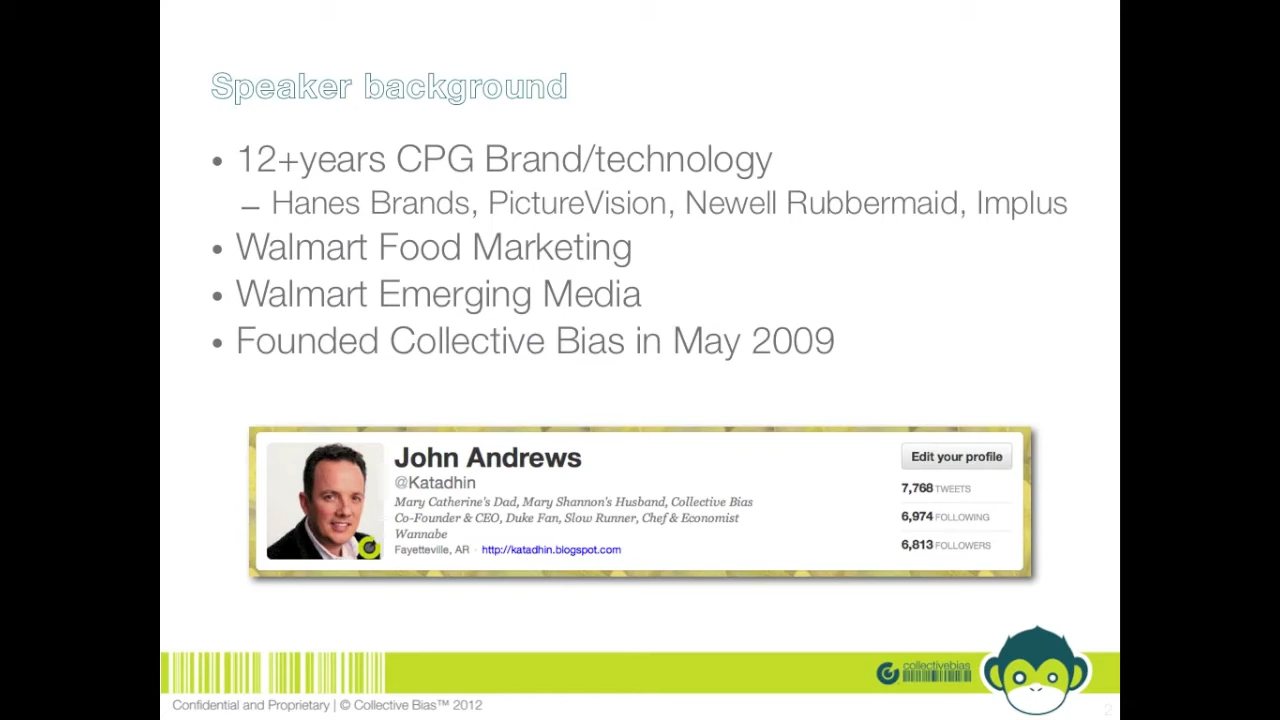 Speaker background
• 12+years CPG Brand/technology
– Hanes Brands, PictureVision, Newell Rubbermaid, Implus
• Walmart Food Marketing
• Walmart Emerging Media
• Founded Collective Bias in May 2009
John Andrews
@Katadhin
Mary Catherine's Dad, Mary Shannon's Husband, Collective Bias
Co-Founder & CEO, Duke Fan, Slow Runner, Chef & Economist
Wannabe
Fayetteville, AR · http://katadhin.blogspot.com
Edit your profile
7,768 TWEETS
6,974 FOLLOWING
6,813 FOLLOWERS
collectivebias
Confidential and Proprietary | © Collective Bias™ 2012
2